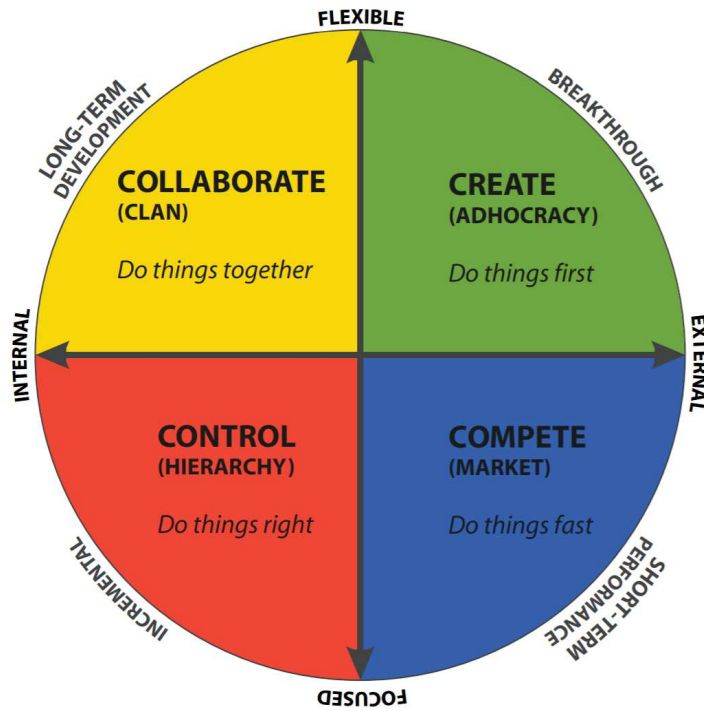 FLEXIBLE
LONG-TERM
DEVELOPMENT
BREAKTHROUGH
COLLABORATE
(CLAN)
Do things together
CREATE
(ADHOCRACY)
Do things first
INTERNAL
EXTERNAL
CONTROL
(HIERARCHY)
Do things right
COMPETE
(MARKET)
Do things fast
INCREMENTAL
SHORT-TERM
PERFORMANCE
FOCUSED